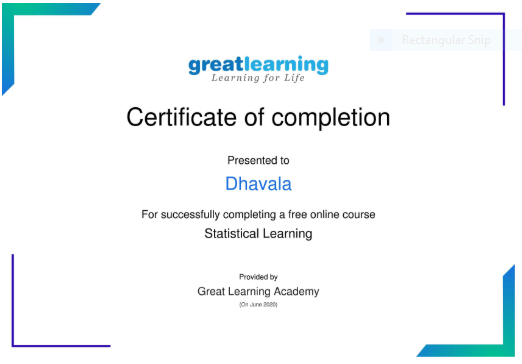 Rectangular Snip
greatlearning
Learning for Life
Certificate of completion
Presented to
Dhavala
For successfully completing a free online course
Statistical Learning
Provided by
Great Learning Academy
(On June 2020)